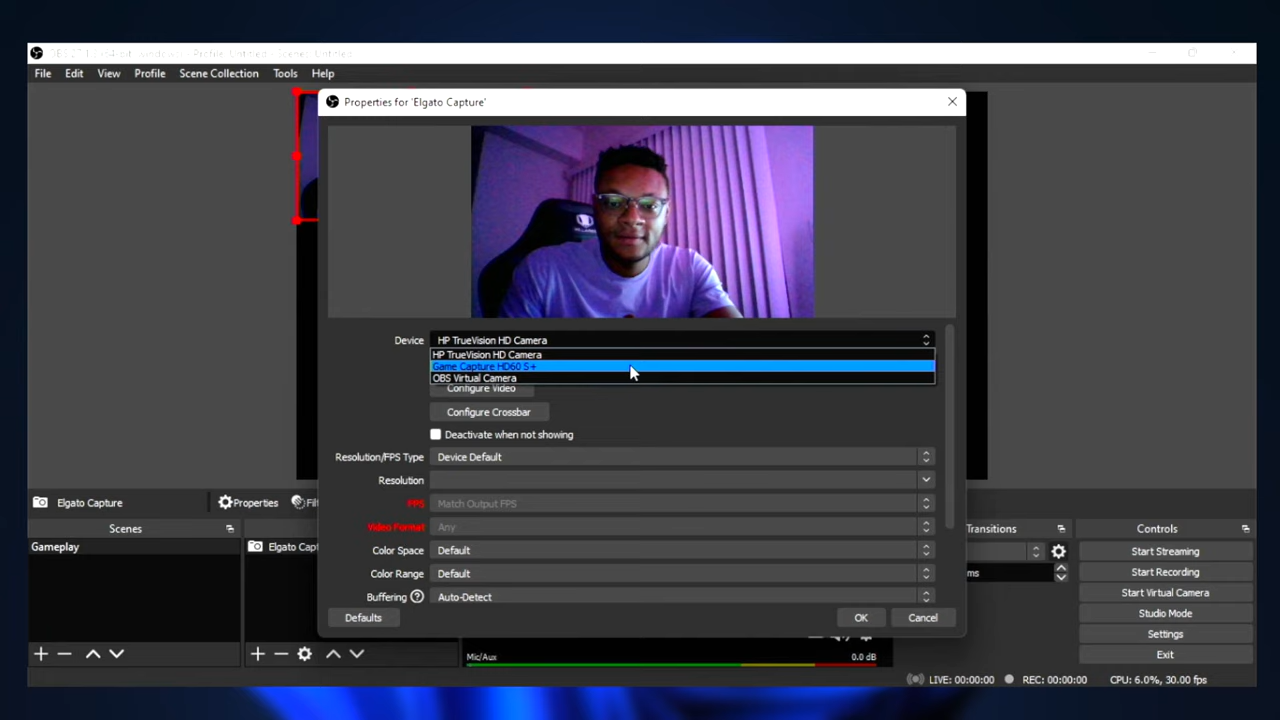 File Edit View Profile Scene Collection Tools Help
Properties for 'Elgato Capture'
Device HP TrueVision HD Camera
HP TrueVision HD Camera
Game Capture HD60 S+
OBS Virtual Camera
Configure Video
Configure Crossbar
Deactivate when not showing
Resolution/FPS Type Device Default
Resolution
FPS Match Output FPS
Video Format Any
Color Space Default
Color Range Default
Buffering ? Auto-Detect
Defaults OK Cancel
Elgato Capture Properties Fil
Scenes
Gameplay
Elgato Capt
Mic/Aux 0.0 dB
Transitions
ms
Controls
Start Streaming
Start Recording
Start Virtual Camera
Studio Mode
Settings
Exit
LIVE: 00:00:00 REC: 00:00:00 CPU: 6.0%, 30.00 fps